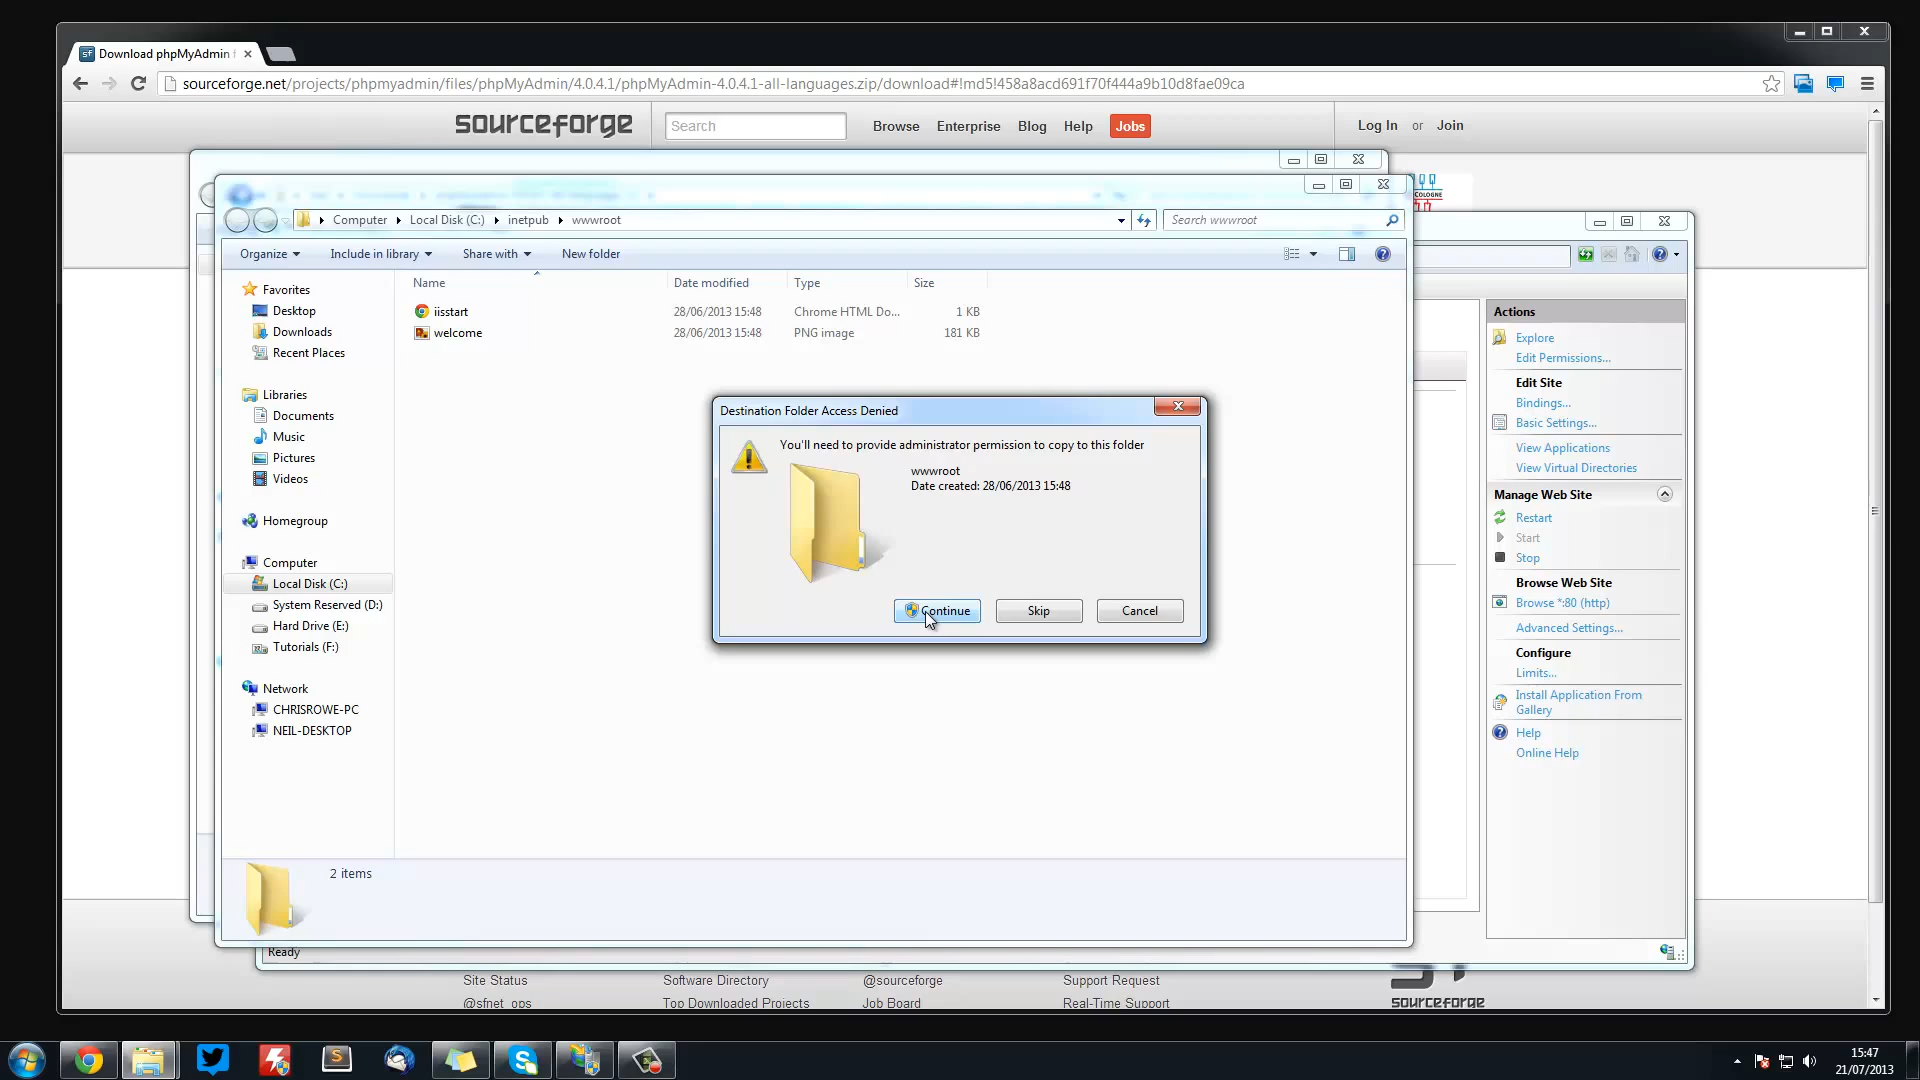 Download phpMyAdmin f
sourceforge.net/projects/phpmyadmin/files/phpMyAdmin/4.0.4.1/phpMyAdmin-4.0.4.1-all-languages.zip/download#!md5!458a8acd691f70f444a9b10d8fae09ca
sourceforge
Search
Browse Enterprise Blog Help Jobs
Log In or Join
COLOGNE
Computer Local Disk (C:) inetpub wwwroot
Search wwwroot
Organize Include in library Share with New folder
Name Date modified Type Size
iisstart 28/06/2013 15:48 Chrome HTML Do... 1 KB
welcome 28/06/2013 15:48 PNG image 181 KB
Favorites
Desktop
Downloads
Recent Places
Libraries
Documents
Music
Pictures
Videos
Homegroup
Computer
Local Disk (C:)
System Reserved (D:)
Hard Drive (E:)
Tutorials (F:)
Network
CHRISROWE-PC
NEIL-DESKTOP
2 items
Destination Folder Access Denied
You'll need to provide administrator permission to copy to this folder
wwwroot
Date created: 28/06/2013 15:48
Continue Skip Cancel
Actions
Explore
Edit Permissions...
Edit Site
Bindings...
Basic Settings...
View Applications
View Virtual Directories
Manage Web Site
Restart
Start
Stop
Browse Web Site
Browse *:80 (http)
Advanced Settings...
Configure
Limits...
Install Application From
Gallery
Help
Online Help
Ready
Site Status Software Directory @sourceforge Support Request
@sfnet_ops Top Downloaded Projects Job Board Real-Time Support
sourceforge
15:47
21/07/2013